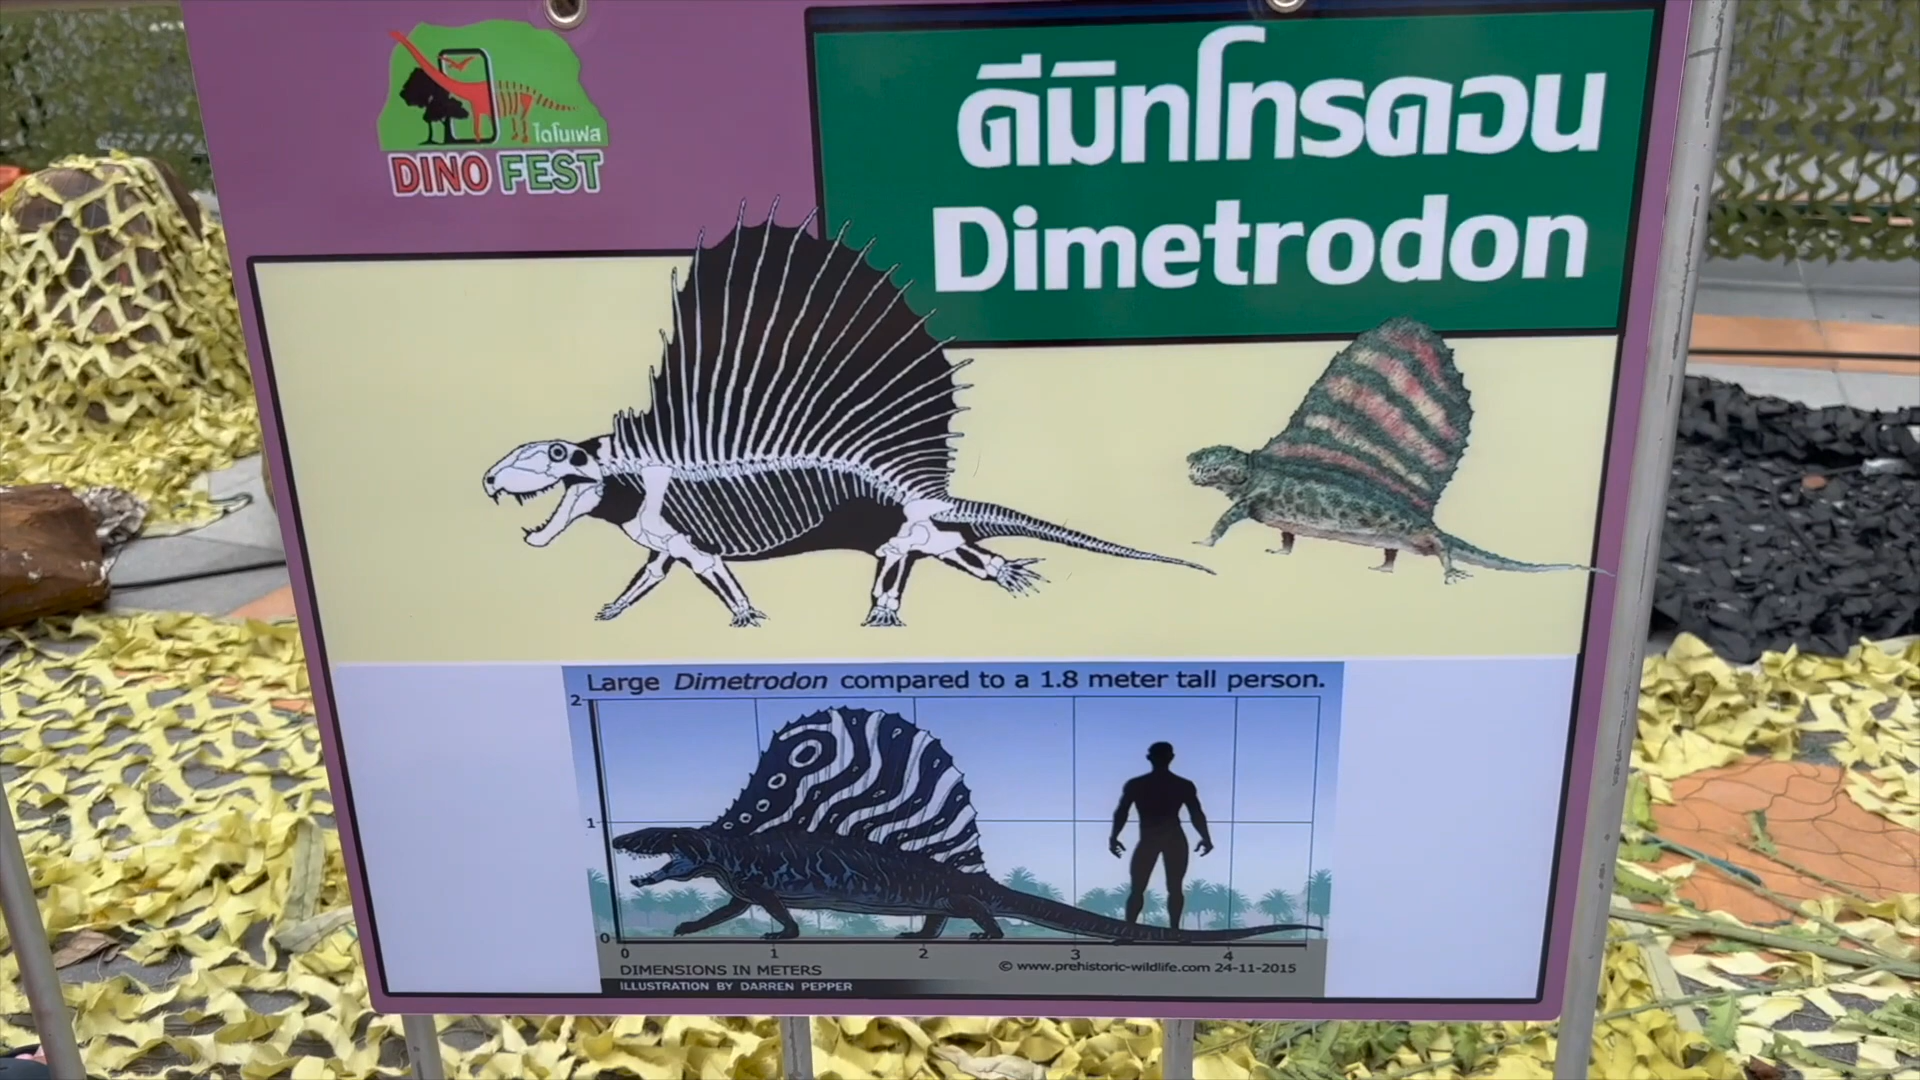 ไดโนเฟส
DINO FEST
ดีมิทโทรดอน
Dimetrodon
Large Dimetrodon compared to a 1.8 meter tall person.
2
1
0
0 1 2 3 4
DIMENSIONS IN METERS
© www.prehistoric-wildlife.com 24-11-2015
ILLUSTRATION BY DARREN PEPPER